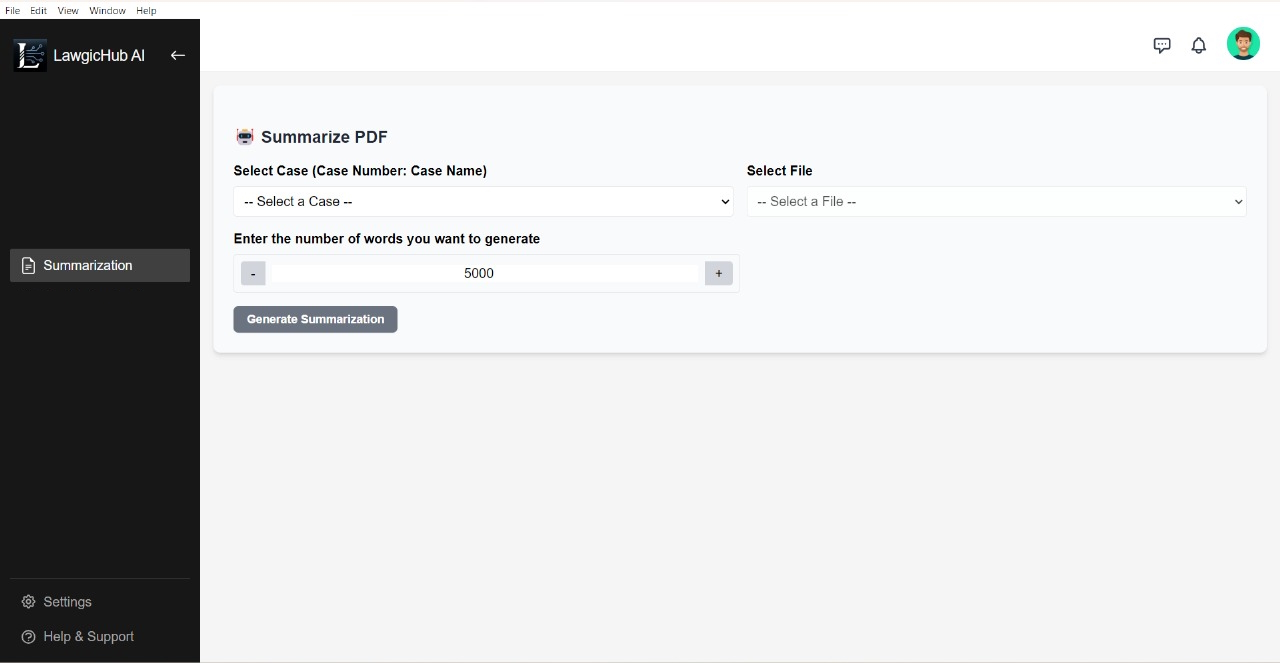 File Edit View Window Help
LawgicHub AI
Summarize PDF
Select Case (Case Number: Case Name) Select File
-- Select a Case -- -- Select a File --
Enter the number of words you want to generate
- 5000 +
Summarization
Generate Summarization
Settings
Help & Support